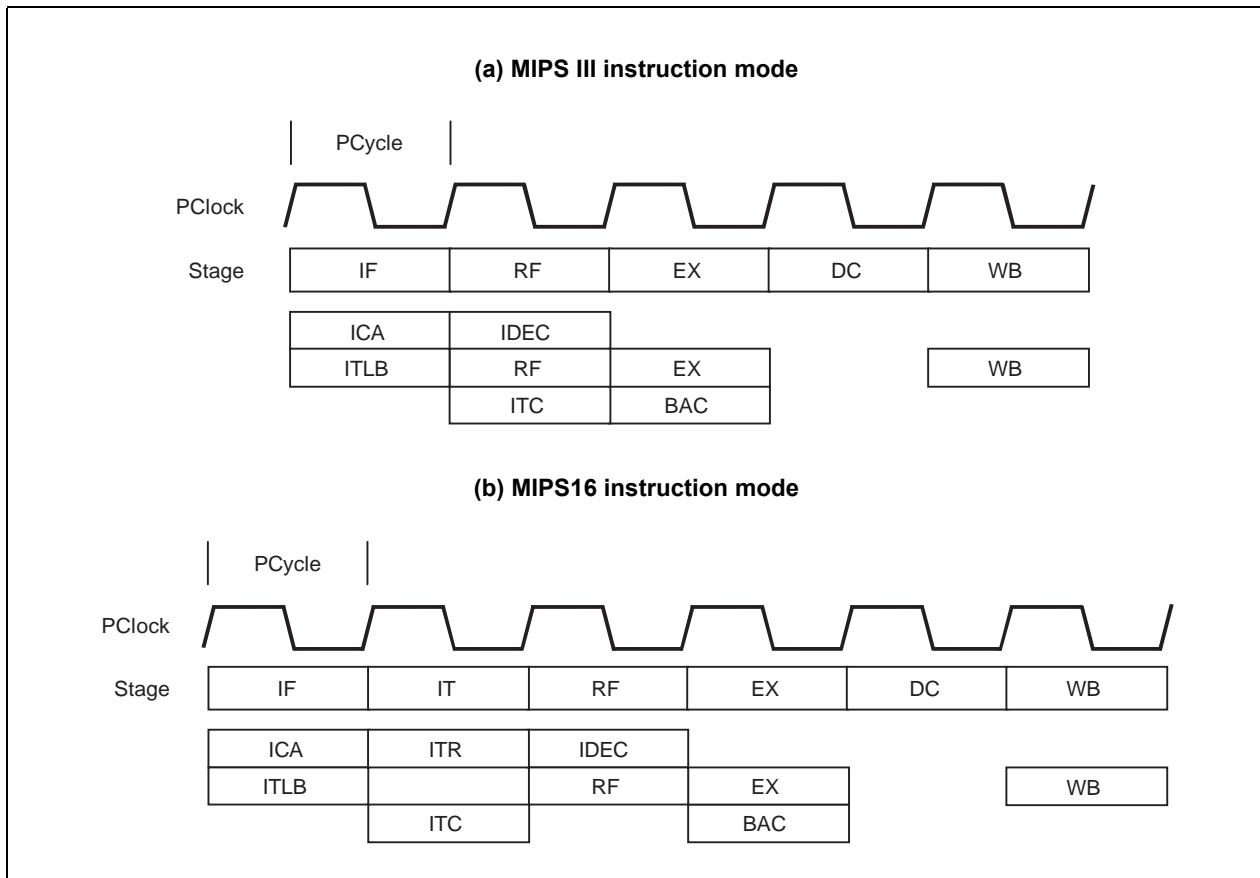 (a) MIPS III instruction mode
PCycle
PClock
Stage IF RF EX DC WB
ICA IDEC
ITLB RF EX WB
ITC BAC
(b) MIPS16 instruction mode
PCycle
PClock
Stage IF IT RF EX DC WB
ICA ITR IDEC
ITLB RF EX WB
ITC BAC